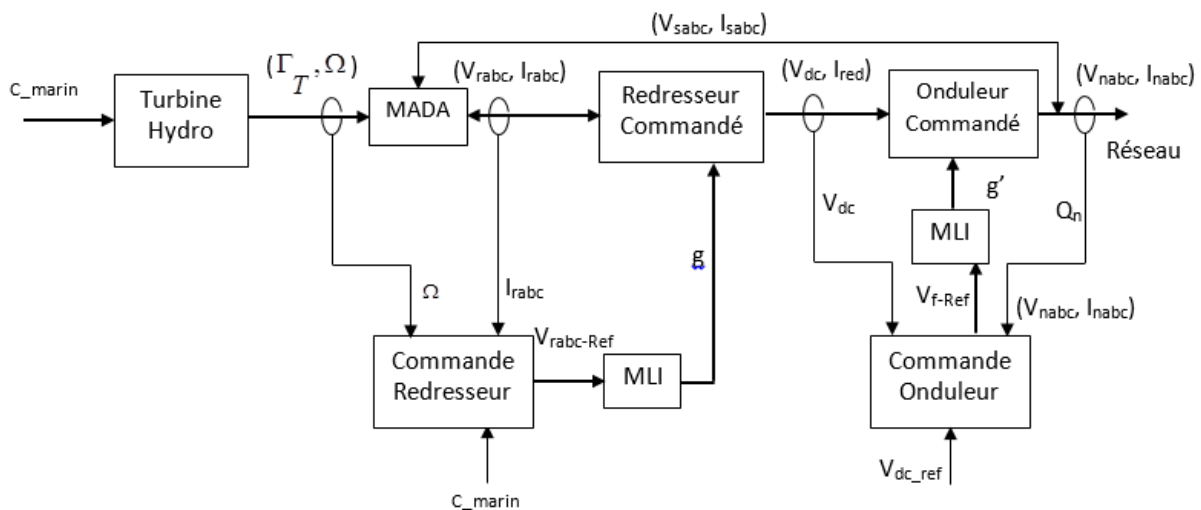 (Vsabc, Isabc)
(ΓT, Ω)
(Vrabc, Irabc)
(Vdc, Ired)
(Vnabc, Inabc)
C_marin
Turbine
Hydro
MADA
Redresseur
Commandé
Onduleur
Commandé
Réseau
Vdc
g'
Qn
MLI
g
Ω
Irabc
Vf-Ref
(Vnabc, Inabc)
Vrabc-Ref
Commande
Redresseur
MLI
Commande
Onduleur
Vdc_ref
C_marin